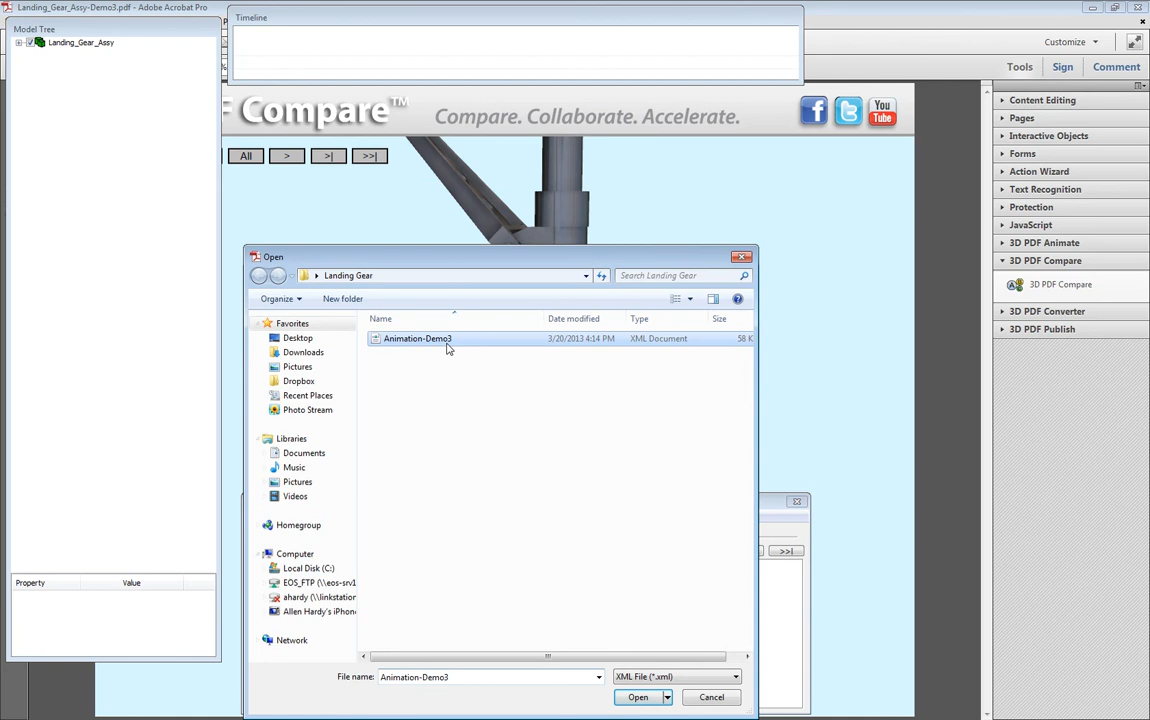 Landing_Gear_Assy-Demo3.pdf - Adobe Acrobat Pro
Model Tree
Landing_Gear_Assy
Timeline
Customize
Tools
Sign
Comment
F Compare™
Compare. Collaborate. Accelerate.
f
You
Tube
All
>
>|
>>|
Content Editing
Pages
Interactive Objects
Forms
Action Wizard
Text Recognition
Protection
JavaScript
3D PDF Animate
3D PDF Compare
3D PDF Compare
3D PDF Converter
3D PDF Publish
Open
Landing Gear
Search Landing Gear
Organize
New folder
Name
Date modified
Type
Size
Animation-Demo3
3/20/2013 4:14 PM
XML Document
58 K
Favorites
Desktop
Downloads
Pictures
Dropbox
Recent Places
Photo Stream
Libraries
Documents
Music
Pictures
Videos
Homegroup
Computer
Local Disk (C:)
EOS_FTP (\\eos-srv1
ahardy (\\linkstation
Allen Hardy's iPhone
Network
>>|
Property
Value
File name:
Animation-Demo3
XML File (*.xml)
Open
Cancel